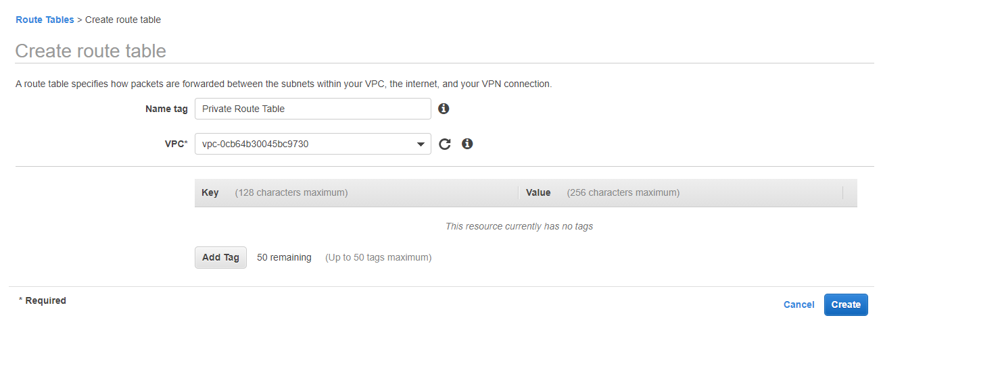 Route Tables > Create route table
Create route table
A route table specifies how packets are forwarded between the subnets within your VPC, the internet, and your VPN connection.
Name tag Private Route Table
VPC* vpc-0cb64b30045bc9730
Key (128 characters maximum) Value (256 characters maximum)
This resource currently has no tags
Add Tag 50 remaining (Up to 50 tags maximum)
* Required
Cancel Create